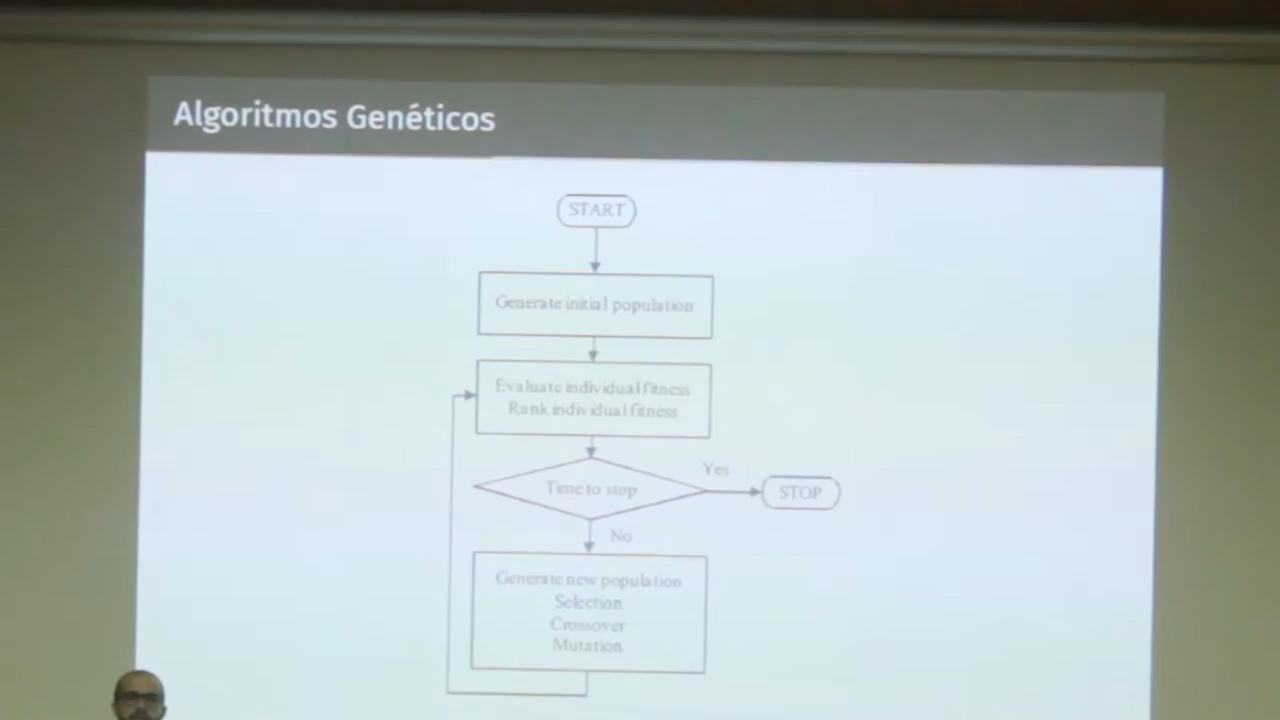 Algoritmos Genéticos
START
Generate initial population
Evaluate individual fitness
Rank individual fitness
Time to stop
Yes
STOP
No
Generate new population
Selection
Crossover
Mutation